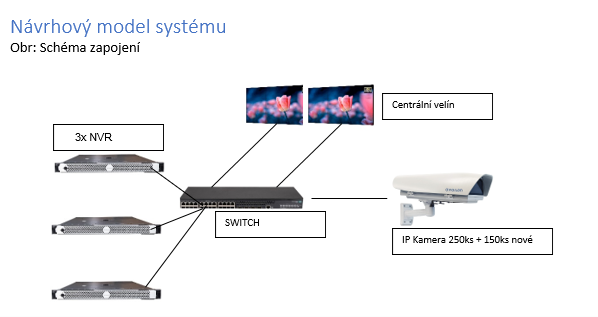 Návrhový model systému
Obr: Schéma zapojení
Centrální velín
3x NVR
SWITCH
IP Kamera 250ks + 150ks nové